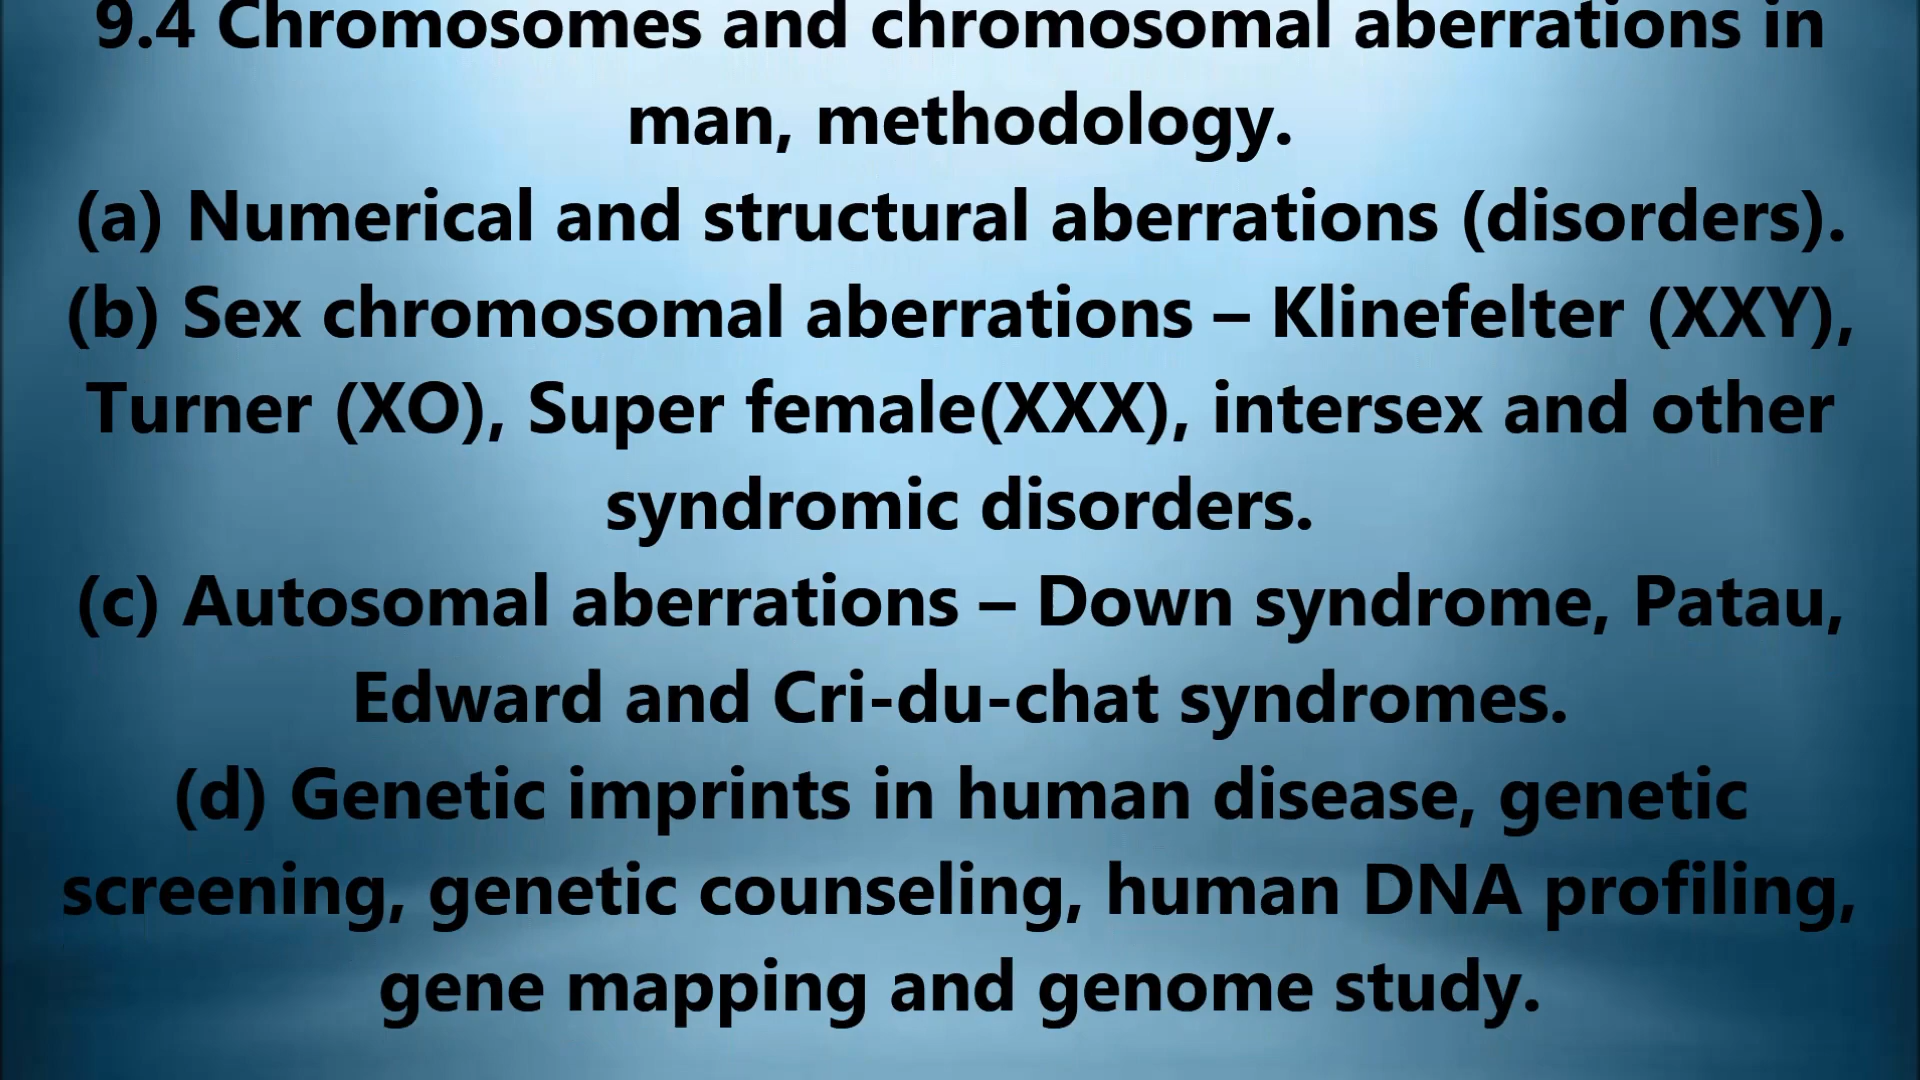 9.4 Chromosomes and chromosomal aberrations in
man, methodology.
(a) Numerical and structural aberrations (disorders).
(b) Sex chromosomal aberrations – Klinefelter (XXY),
Turner (XO), Super female(XXX), intersex and other
syndromic disorders.
(c) Autosomal aberrations – Down syndrome, Patau,
Edward and Cri-du-chat syndromes.
(d) Genetic imprints in human disease, genetic
screening, genetic counseling, human DNA profiling,
gene mapping and genome study.